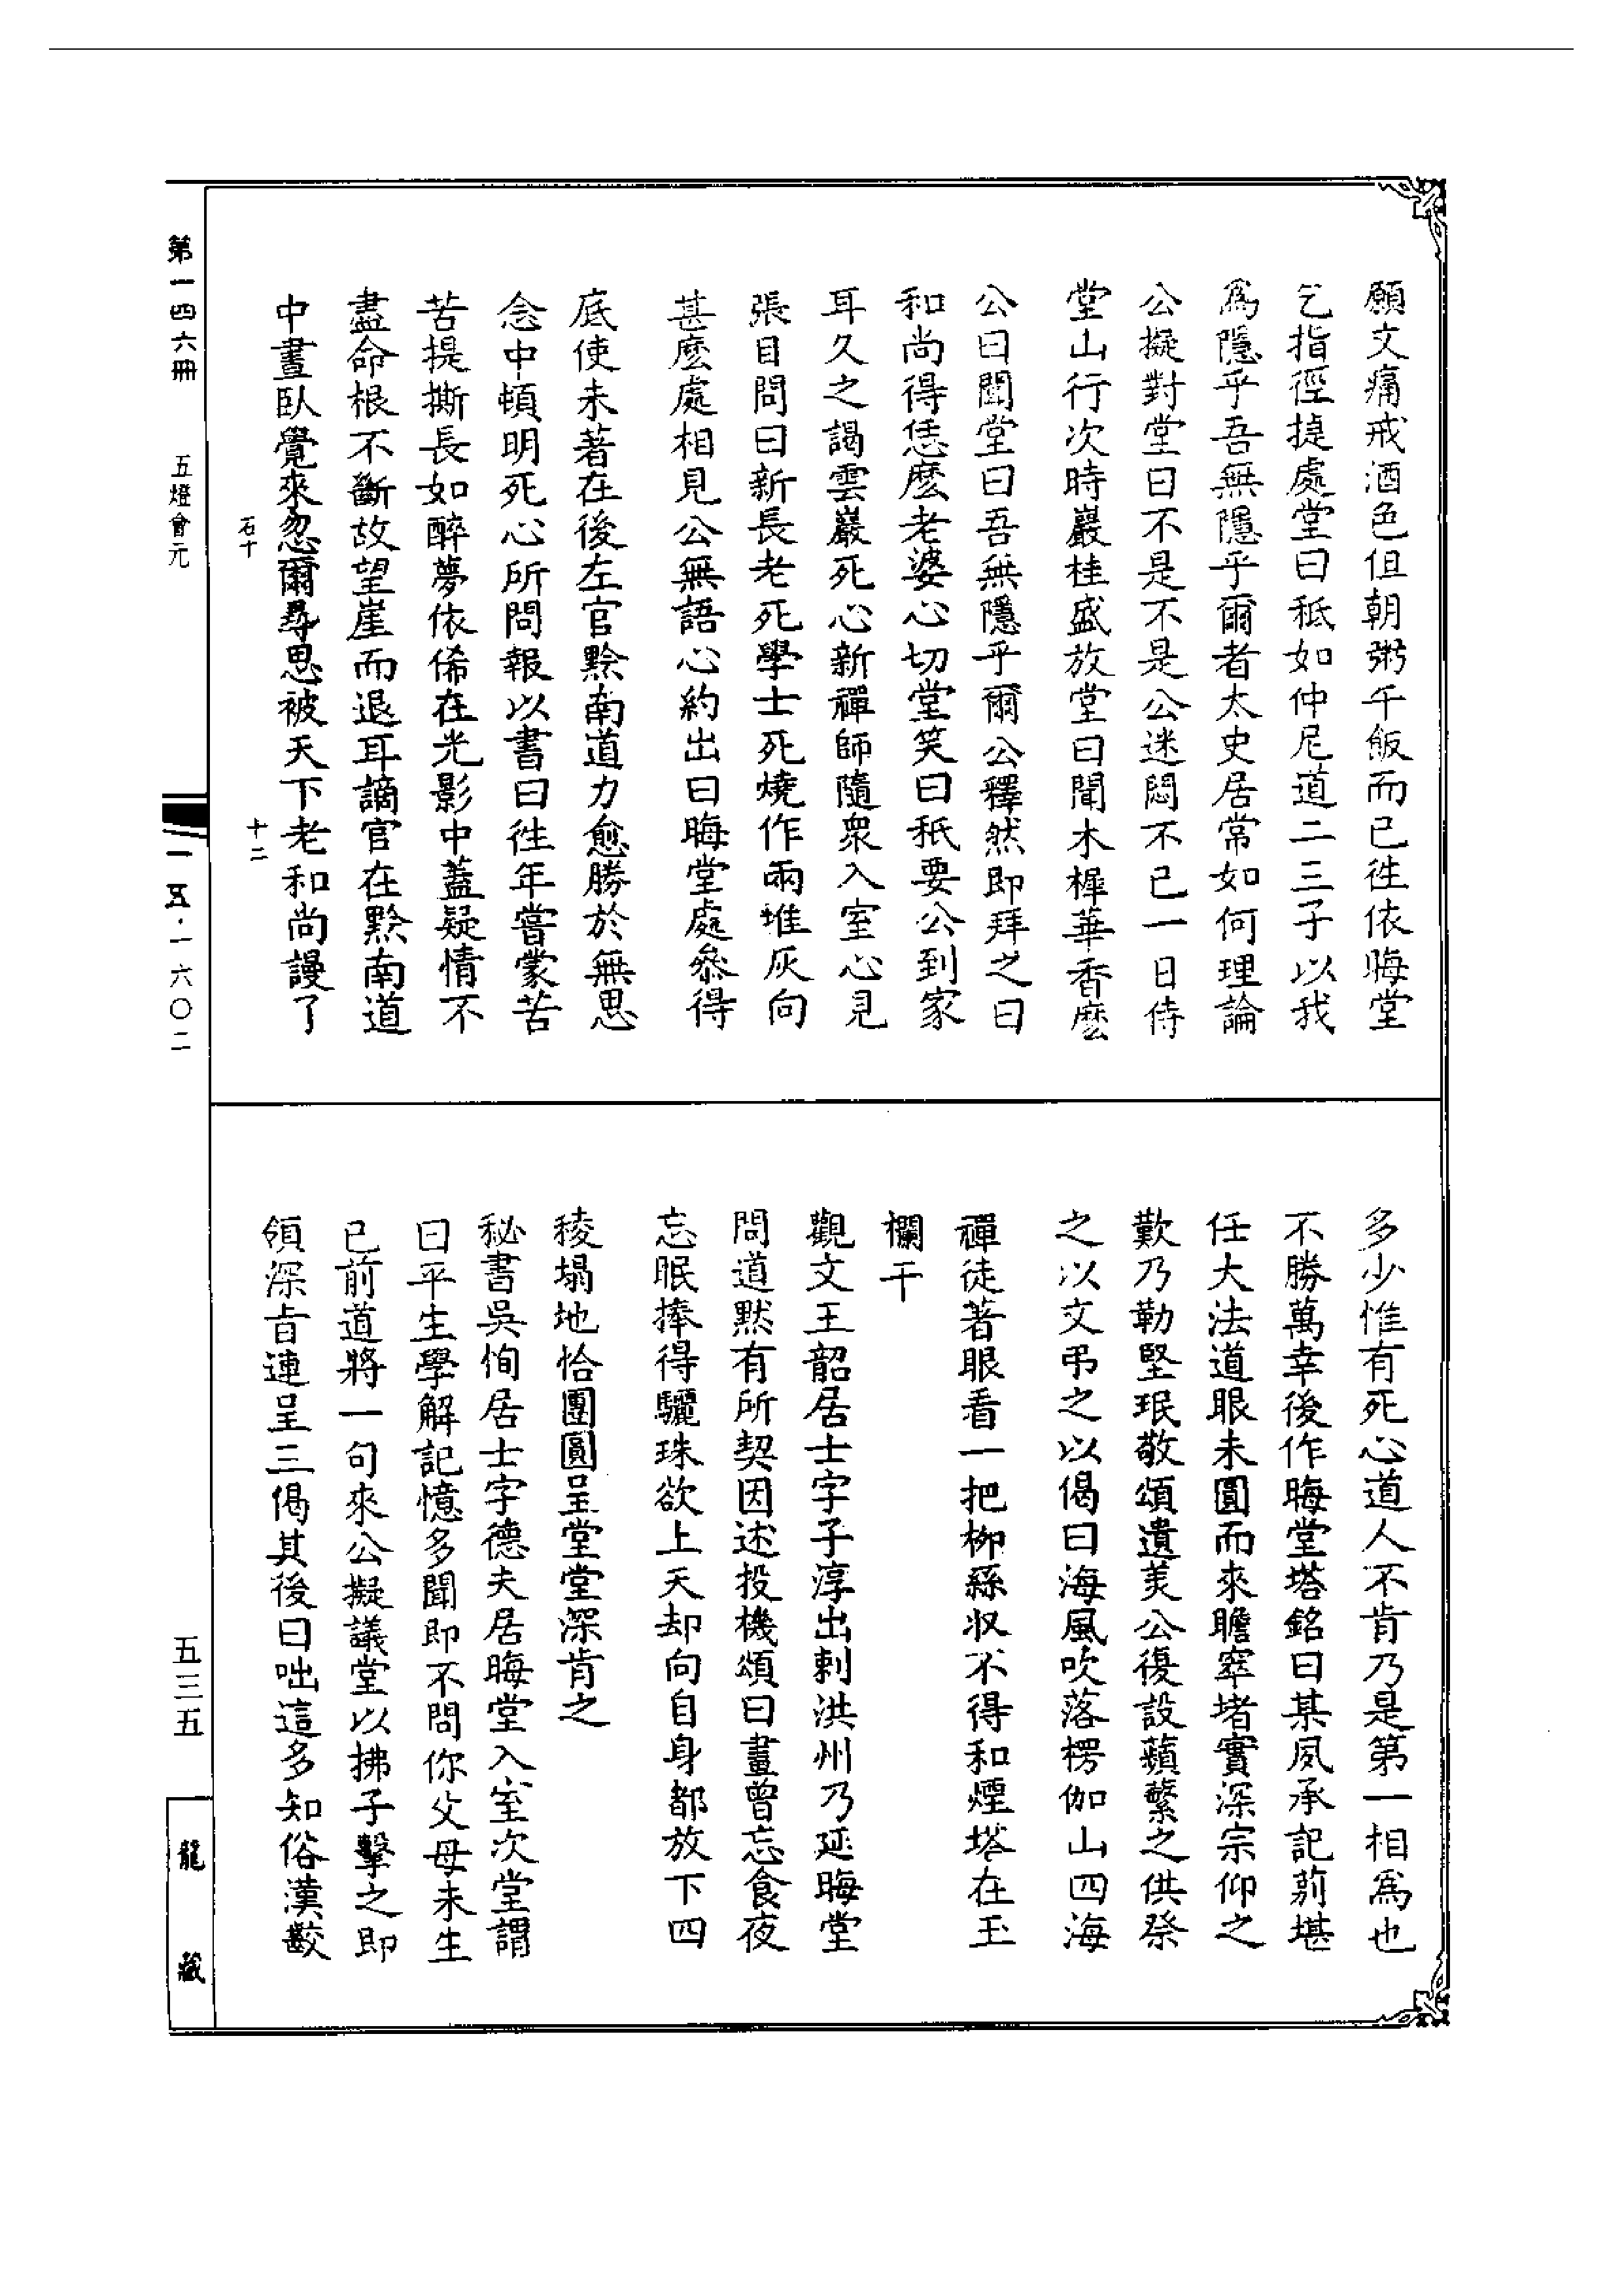 願文痛戒酒色但朝粥午飯而已徃依晦堂
乞指徑捷處堂曰秖如仲尼道二三子以我
為隱乎吾無隱乎爾者太史居常如何理論
公擬對堂曰不是不是公迷悶不已一日侍
堂山行次時巖桂盛放堂曰聞木樨華香麼
公曰聞堂曰吾無隱乎爾公釋然即拜之曰
和尚得恁麼老婆心切堂笑曰秖要公到家
耳久之謁雲巖死心新禪師隨衆入室心見
張目問曰新長老死學士死燒作兩堆灰向
甚麼處相見公無語心約出曰晦堂處叅得
底使未著在後左官黔南道力愈勝於無思
念中頓明死心所問報以書曰徃年嘗蒙苦
苦提撕長如醉夢依俙在光影中蓋疑情不
盡命根不斷故望崖而退耳謫官在黔南道
中晝臥覺來忽爾尋思被天下老和尚謾了
多少惟有死心道人不肯乃是第一相為也
不勝萬幸後作晦堂塔銘曰某夙承記莂堪
任大法道眼未圓而來瞻窣堵實深宗仰之
歎乃勒堅珉敬頌遺美公復設蘋蘩之供祭
之以文弔之以偈曰海風吹落楞伽山四海
禪徒著眼看一把栁絲収不得和煙塔在玉
欄干
觀文王韶居士字子淳出刺洪州乃延晦堂
問道默有所契因述投機頌曰晝曾忘食夜
忘眠捧得驪珠欲上天却向自身都放下四
稜塌地恰團圓呈堂堂深肯之
秘書吳恂居士字德夫居晦堂入室次堂謂
曰平生學解記憶多聞即不問你父母未生
已前道將一句來公擬議堂以拂子擊之即
領深旨連呈三偈其後曰咄這多知俗漢齩
石十
十二
第一四六冊
五燈會元
一五·一六〇二
五三五
龍藏